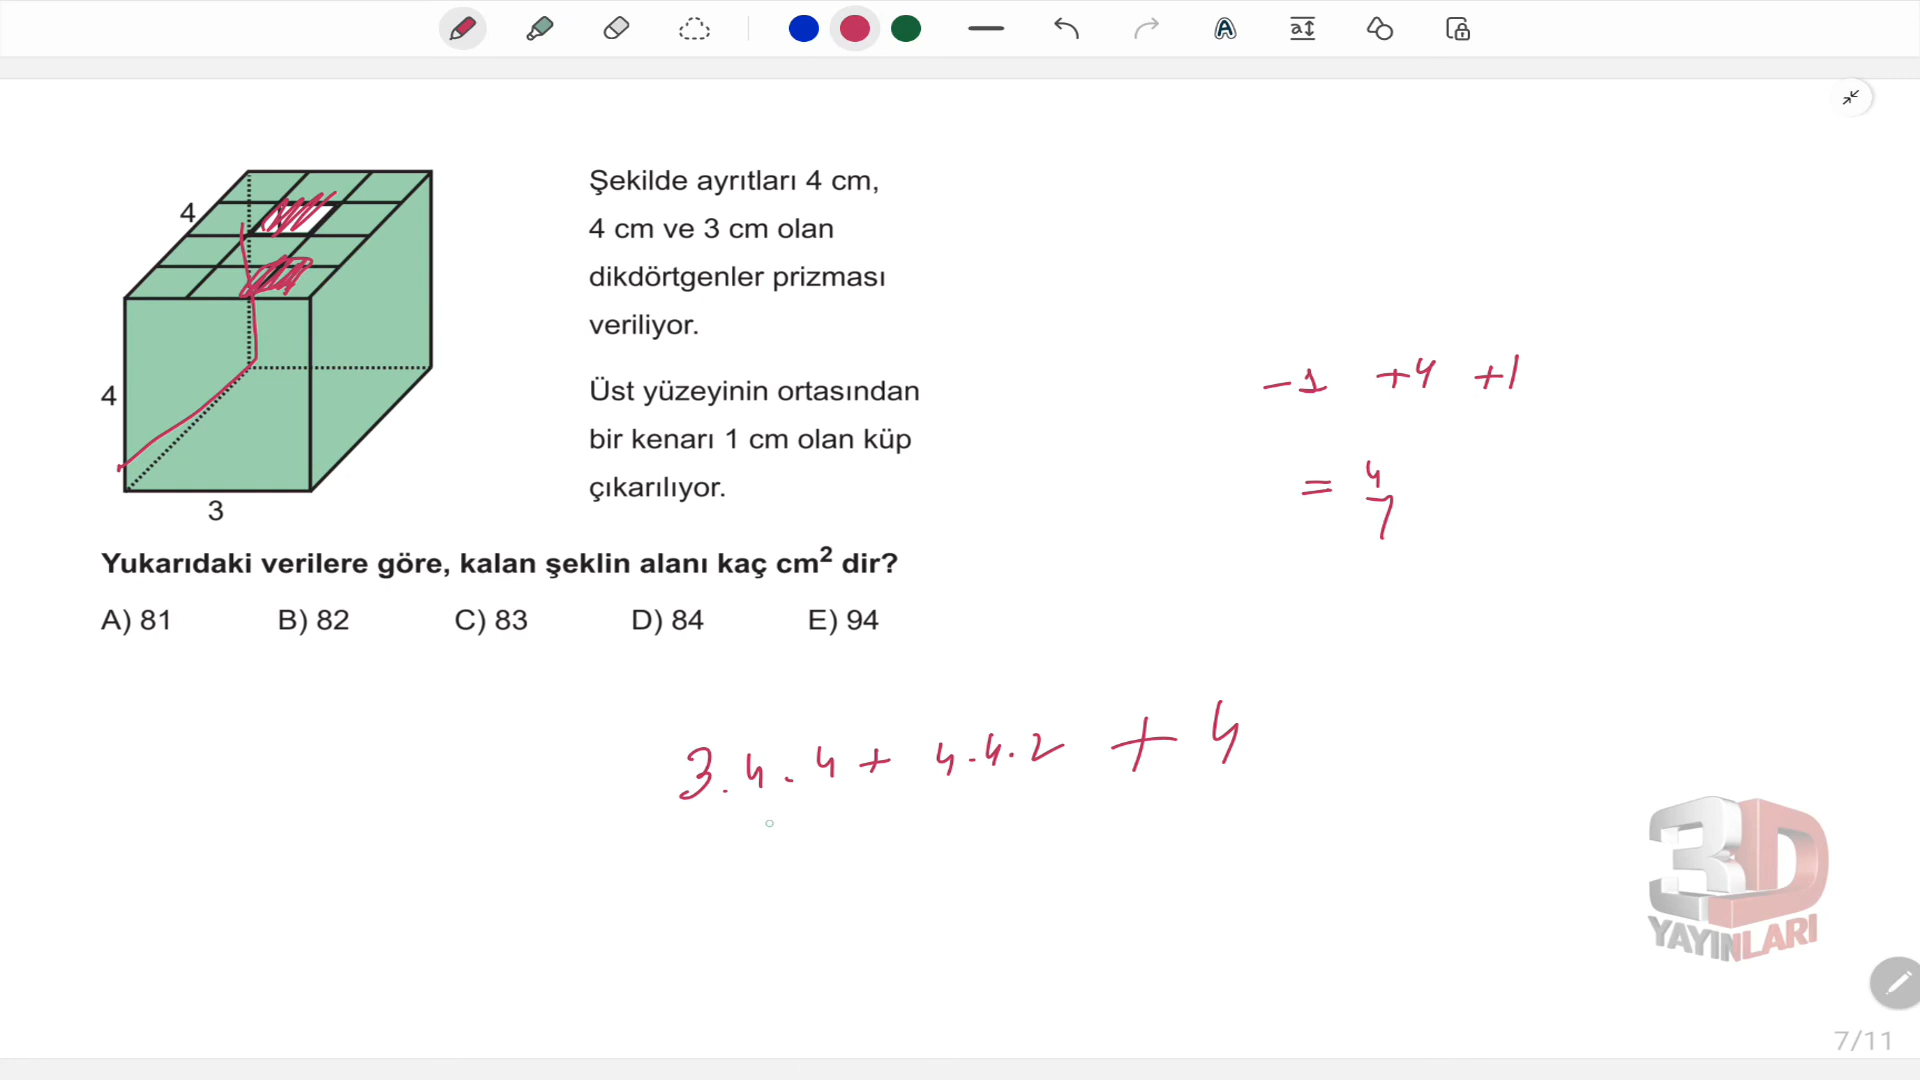 4
4
3
Şekilde ayrıtları 4 cm,
4 cm ve 3 cm olan
dikdörtgenler prizması
veriliyor.
Üst yüzeyinin ortasından
bir kenarı 1 cm olan küp
çıkarılıyor.
-1 +4 +1
= 4
Yukarıdaki verilere göre, kalan şeklin alanı kaç cm² dir?
A) 81 B) 82 C) 83 D) 84 E) 94
3.4.4+ 4.4.2 + 4
3D
YAYINLARI
7/11